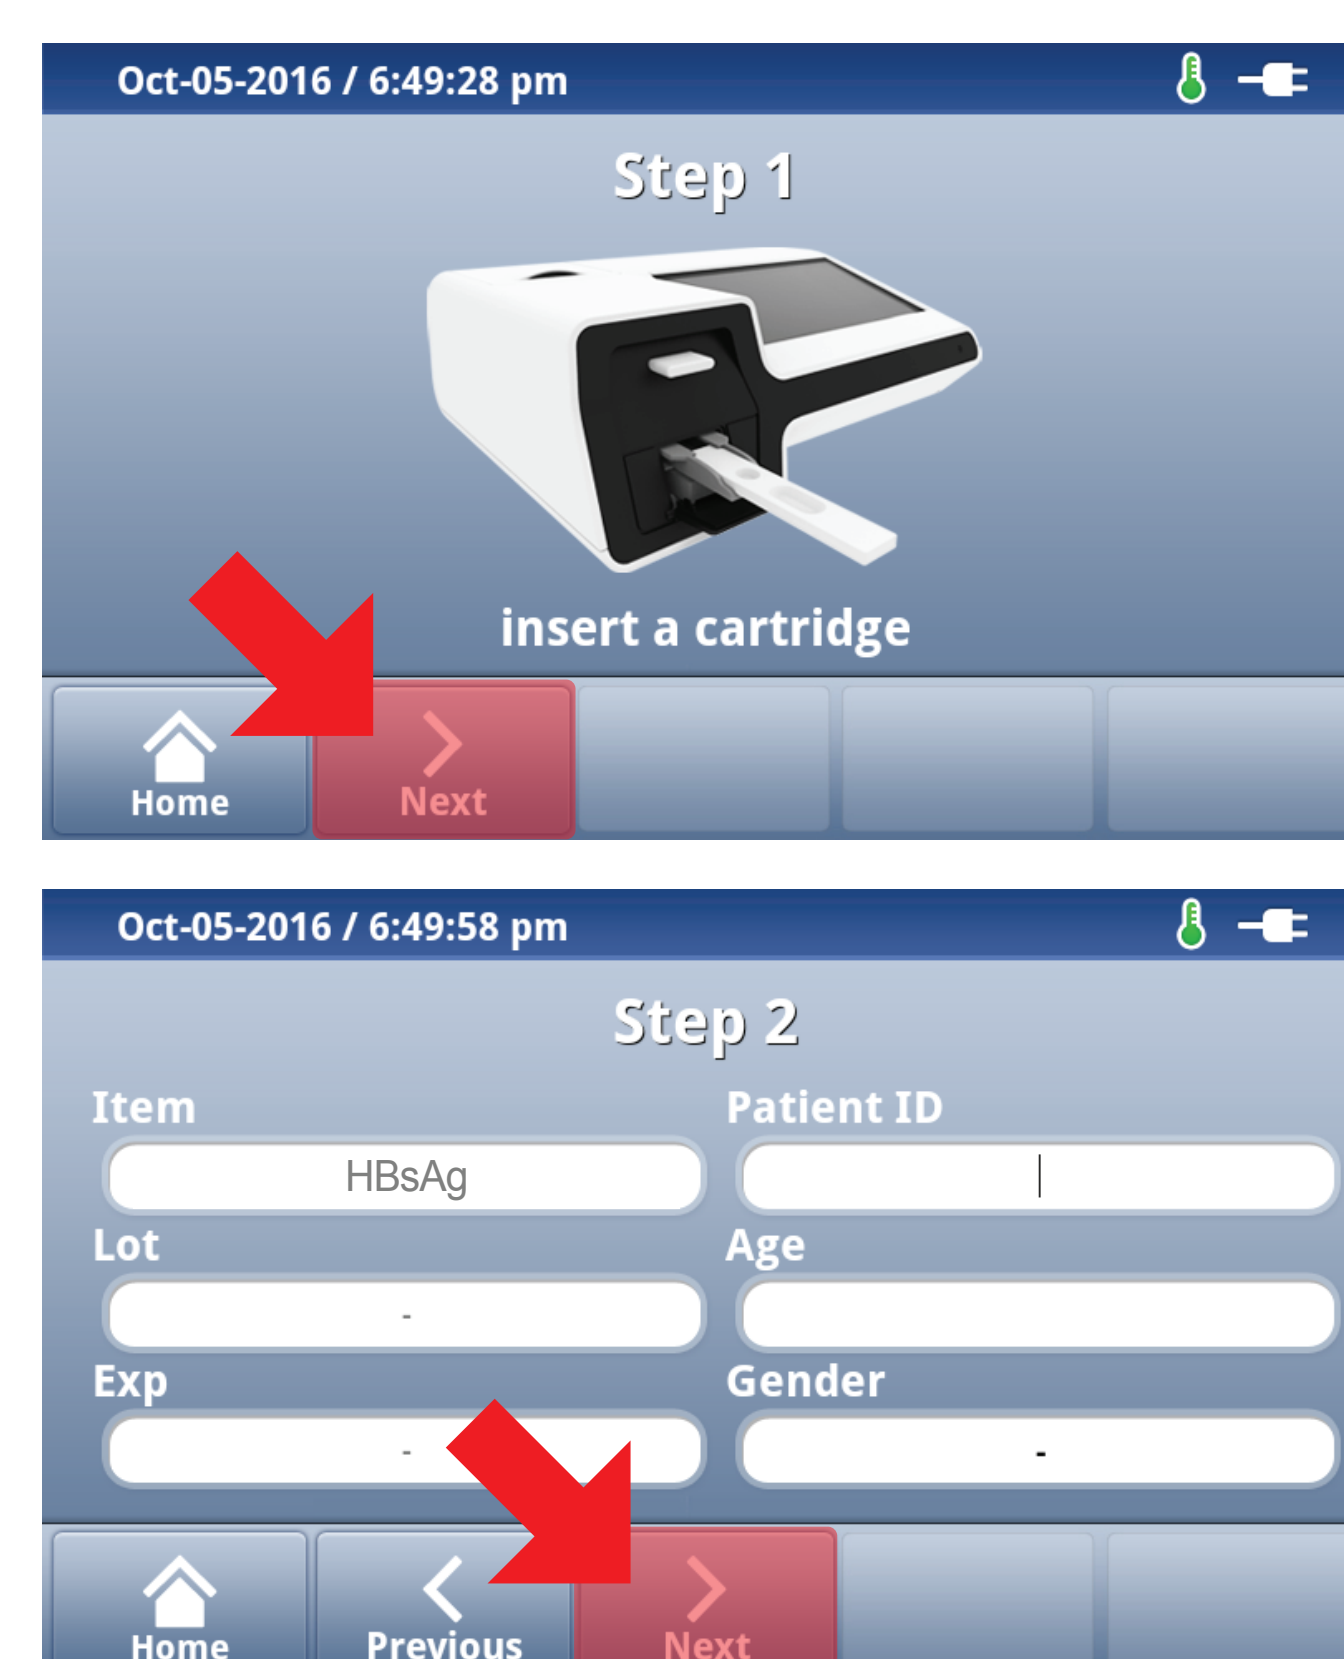 Oct-05-2016 / 6:49:28 pm
Step 1
insert a cartridge
Home Next
Oct-05-2016 / 6:49:58 pm
Step 2
Item Patient ID
HBsAg
Lot Age
-
Exp Gender
- -
Home Previous Next